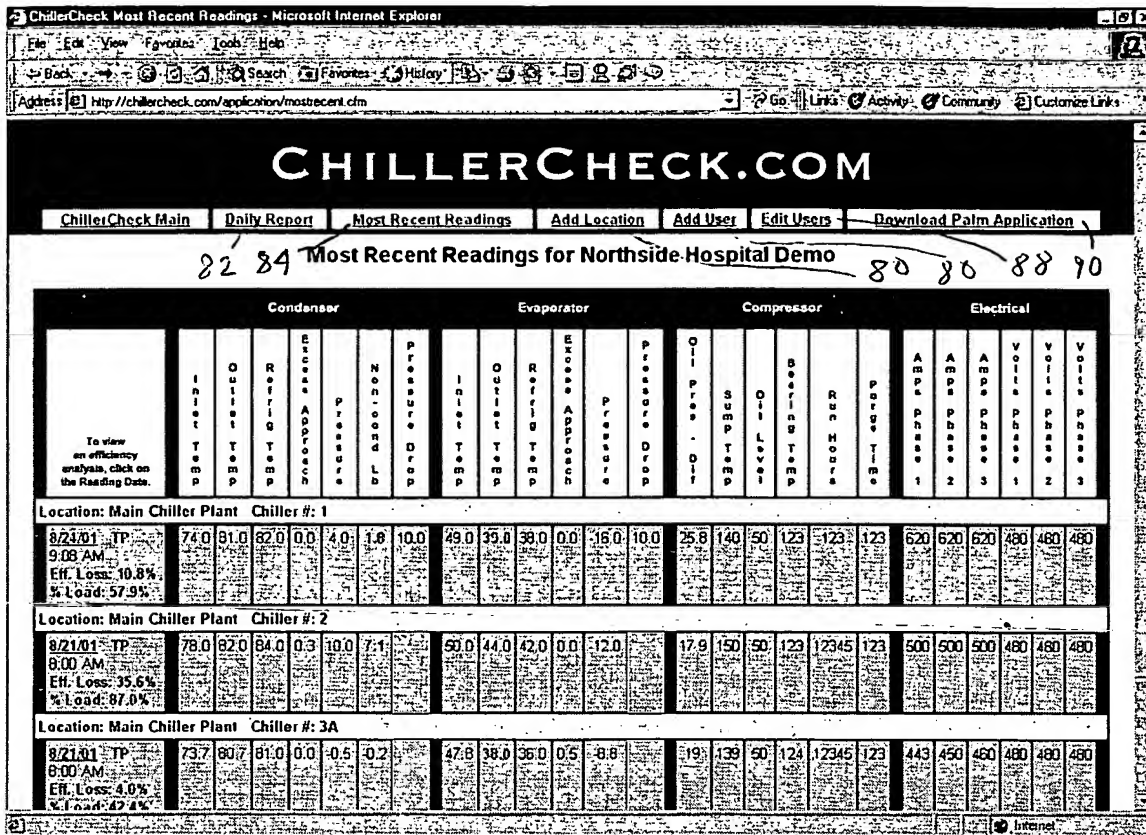 ChillerCheck Most Recent Readings - Microsoft Internet Explorer
File Edit View Favorites Tools Help
Back Search Favorites History
Address http://chillercheck.com/application/mostrecent.cfm Go Links Activity Community Customize Links
CHILLERCHECK.COM
ChillerCheck Main Daily Report Most Recent Readings Add Location Add User Edit Users Download Palm Application
82 84 Most Recent Readings for Northside Hospital Demo 80 80 88 90
Condenser Evaporator Compressor Electrical
To view an efficiency analysis, click on the Reading Date. Inlet Temp Outlet Temp Refrig Temp Excess Approach Pressure Non-cond Lb Pressure Drop Inlet Temp Outlet Temp Refrig Temp Excess Approach Pressure Pressure Drop Oil Pres - Dif Sump Temp Oil Level Bearing Temp Run Hours Purge Time Amps Phase 1 Amps Phase 2 Amps Phase 3 Volts Phase 1 Volts Phase 2 Volts Phase 3
Location: Main Chiller Plant Chiller #: 1
8/24/01 TP 74.0 81.0 82.0 0.0 4.0 1.8 10.0 49.0 35.0 38.0 0.0 -16.0 10.0 25.8 140 50 123 123 123 620 620 620 480 480 480
9:08 AM
Eff. Loss: 10.8%
% Load: 57.9%
Location: Main Chiller Plant Chiller #: 2
8/21/01 TP 78.0 82.0 84.0 0.3 10.0 7.1 50.0 44.0 42.0 0.0 -12.0 17.9 150 50 123 12345 123 500 500 500 480 480 480
8:00 AM
Eff. Loss: 35.6%
% Load: 87.0%
Location: Main Chiller Plant Chiller #: 3A
8/21/01 TP 73.7 80.7 81.0 0.0 -0.5 -0.2 47.8 38.0 36.0 0.5 -8.8 19 139 50 124 12345 123 443 450 460 480 480 480
8:00 AM
Eff. Loss: 4.0%
% Load: 42.4%
Internet